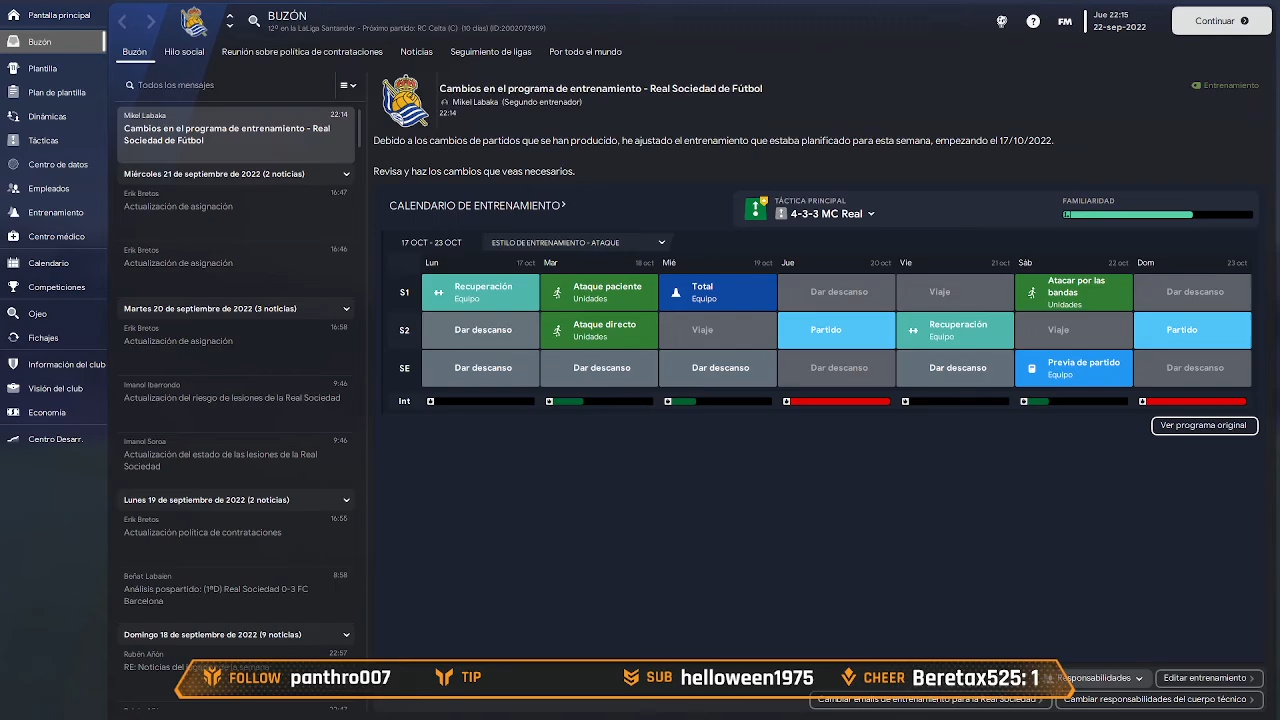 Principal
BUZÓN
12º en la LaLiga Santander - Próximo partido: RC Celta (C) (10 días) (ID:2002073959)
FM
Jue 22:15
22-sep-2022
Continuar
Buzón
Plantilla
Plan de plantilla
Dinámicas
Tácticas
Centro de datos
Empleados
Entrenamiento
Centro médico
Calendario
Competiciones
Ojeo
Fichajes
Información del club
Visión del club
Economía
Centro Desarr.
Buzón
Hilo social
Reunión sobre política de contrataciones
Noticias
Seguimiento de ligas
Por todo el mundo
Todos los mensajes
Mikel Labaka 22:14
Cambios en el programa de entrenamiento - Real
Sociedad de Fútbol
Miércoles 21 de septiembre de 2022 (2 noticias)
Erik Bretos 16:47
Actualización de asignación
Erik Bretos 16:46
Actualización de asignación
Martes 20 de septiembre de 2022 (3 noticias)
Erik Bretos 16:58
Actualización de asignación
Imanol Ibarrondo 9:46
Actualización del riesgo de lesiones de la Real Sociedad
Imanol Soroa 9:46
Actualización del estado de las lesiones de la Real
Sociedad
Lunes 19 de septiembre de 2022 (2 noticias)
Erik Bretos 16:55
Actualización política de contrataciones
Beñat Labaien 8:58
Análisis pospartido: (1ªD) Real Sociedad 0-3 FC
Barcelona
Domingo 18 de septiembre de 2022 (9 noticias)
Rubén Añón 22:57
RE: Noticias del
Cambios en el programa de entrenamiento - Real Sociedad de Fútbol
Mikel Labaka (Segundo entrenador)
22:14
Entrenamiento
Debido a los cambios de partidos que se han producido, he ajustado el entrenamiento que estaba planificado para esta semana, empezando el 17/10/2022.
Revisa y haz los cambios que veas necesarios.
CALENDARIO DE ENTRENAMIENTO
TÁCTICA PRINCIPAL
4-3-3 MC Real
FAMILIARIDAD
17 OCT - 23 OCT
ESTILO DE ENTRENAMIENTO - ATAQUE
Lun 17 oct Mar 18 oct Mié 19 oct Jue 20 oct Vie 21 oct Sáb 22 oct Dom 23 oct
S1
Recuperación
Equipo
Ataque paciente
Unidades
Total
Equipo
Dar descanso
Viaje
Atacar por las
bandas
Unidades
Dar descanso
S2
Dar descanso
Ataque directo
Unidades
Viaje
Partido
Recuperación
Equipo
Viaje
Partido
SE
Dar descanso
Dar descanso
Dar descanso
Dar descanso
Dar descanso
Previa de partido
Equipo
Dar descanso
Int
Ver programa original
FOLLOW panthro007 TIP SUB helloween1975 CHEER Beretax525: 1
Responsabilidades
Editar entrenamiento
Cambiar emails de entrenamiento para la Real Sociedad
Cambiar responsabilidades del cuerpo técnico